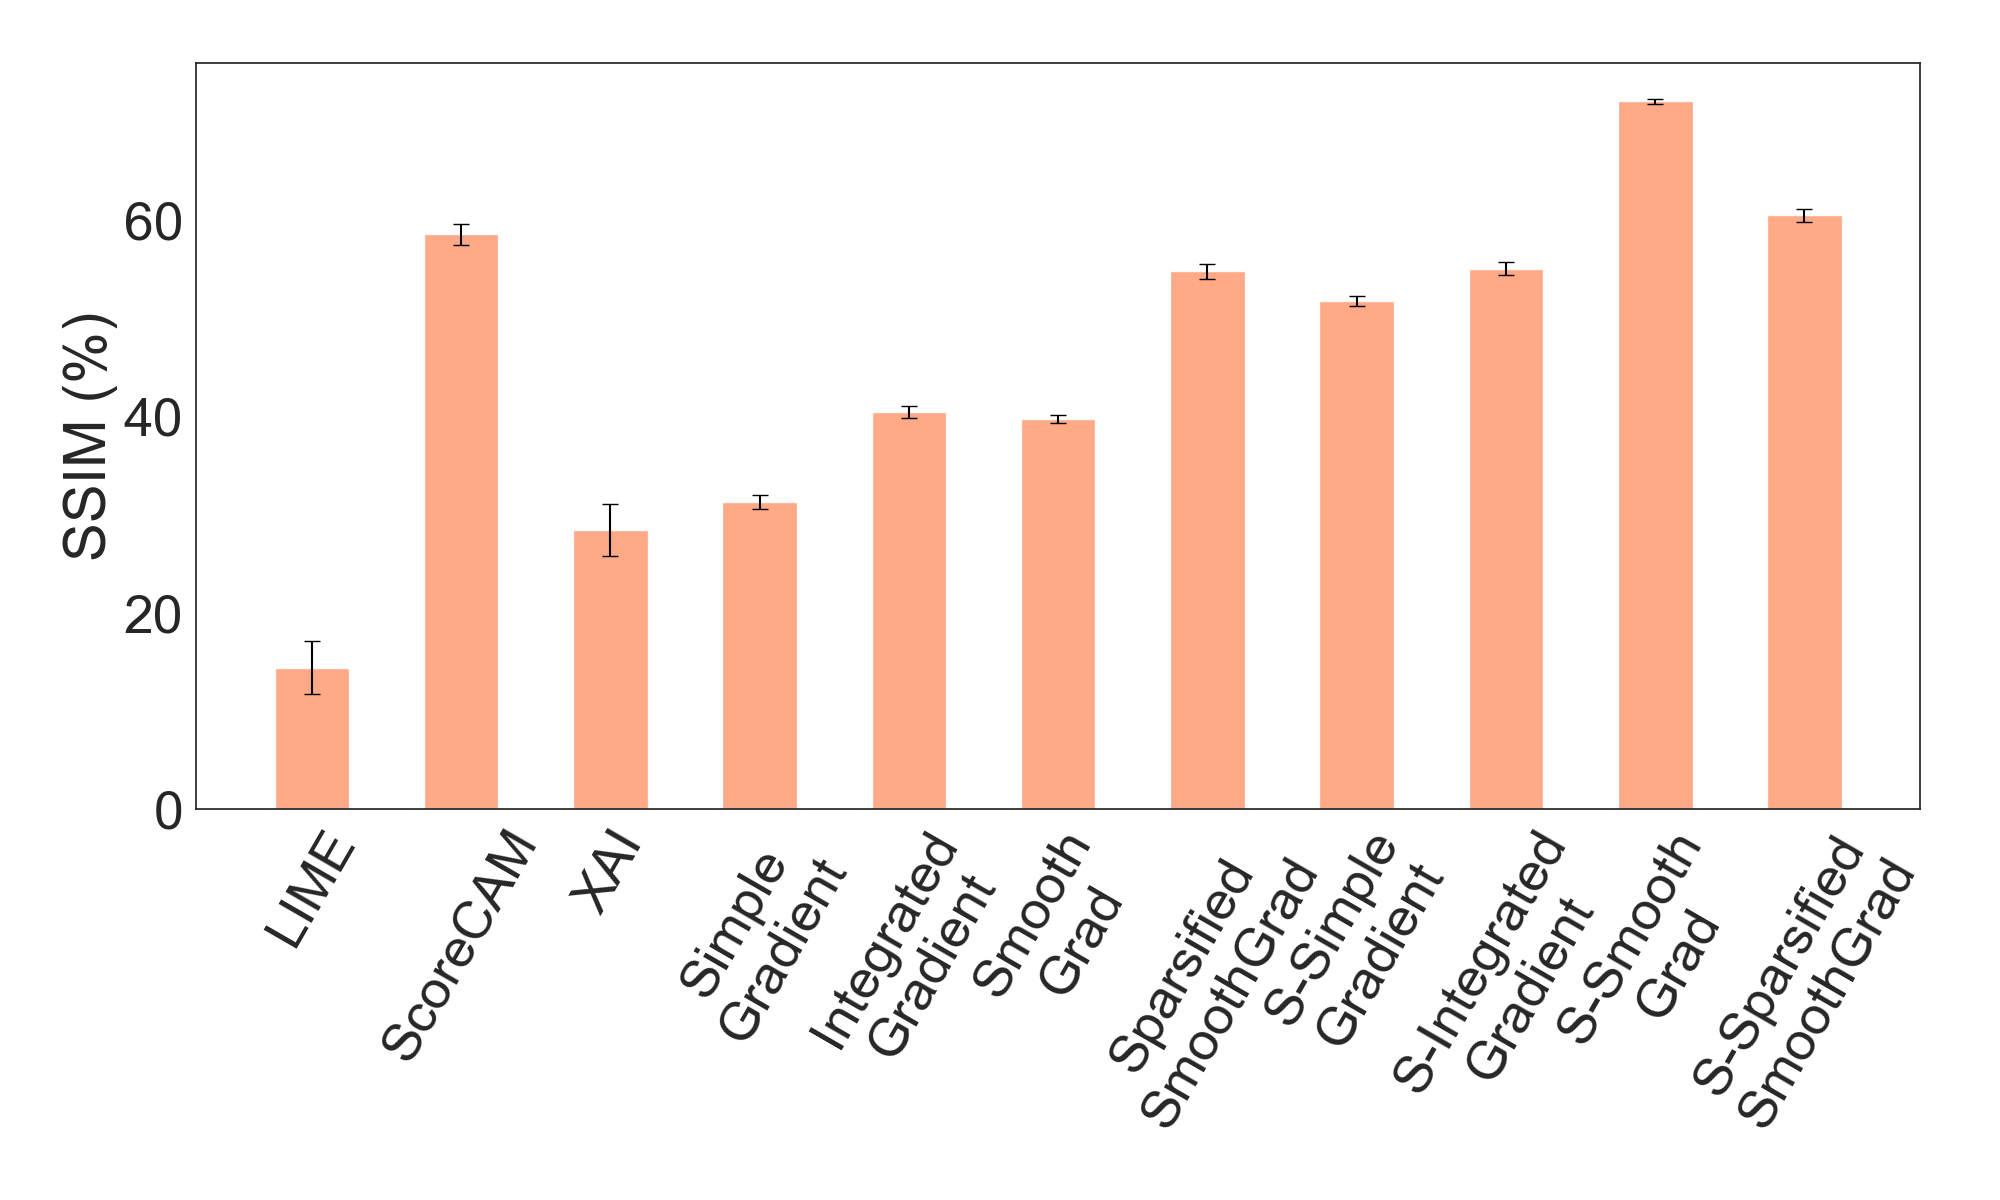 SSIM (%)
60
40
20
0
LIME
ScoreCAM
XAI
Simple
Gradient
Integrated
Gradient
Smooth
Grad
Sparsified
SmoothGrad
S-Simple
Gradient
S-Integrated
Gradient
S-Smooth
Grad
S-Sparsified
SmoothGrad